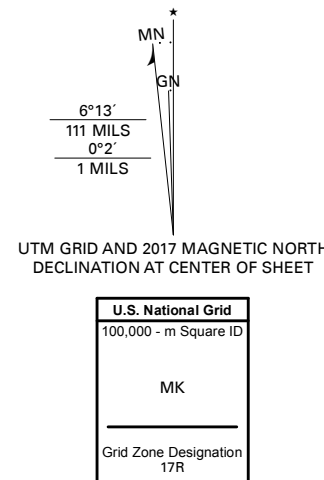 ★
MN
GN
6°13´
111 MILS
0°2´
1 MILS
UTM GRID AND 2017 MAGNETIC NORTH
DECLINATION AT CENTER OF SHEET
U.S. National Grid
100,000 - m Square ID
MK
Grid Zone Designation
17R